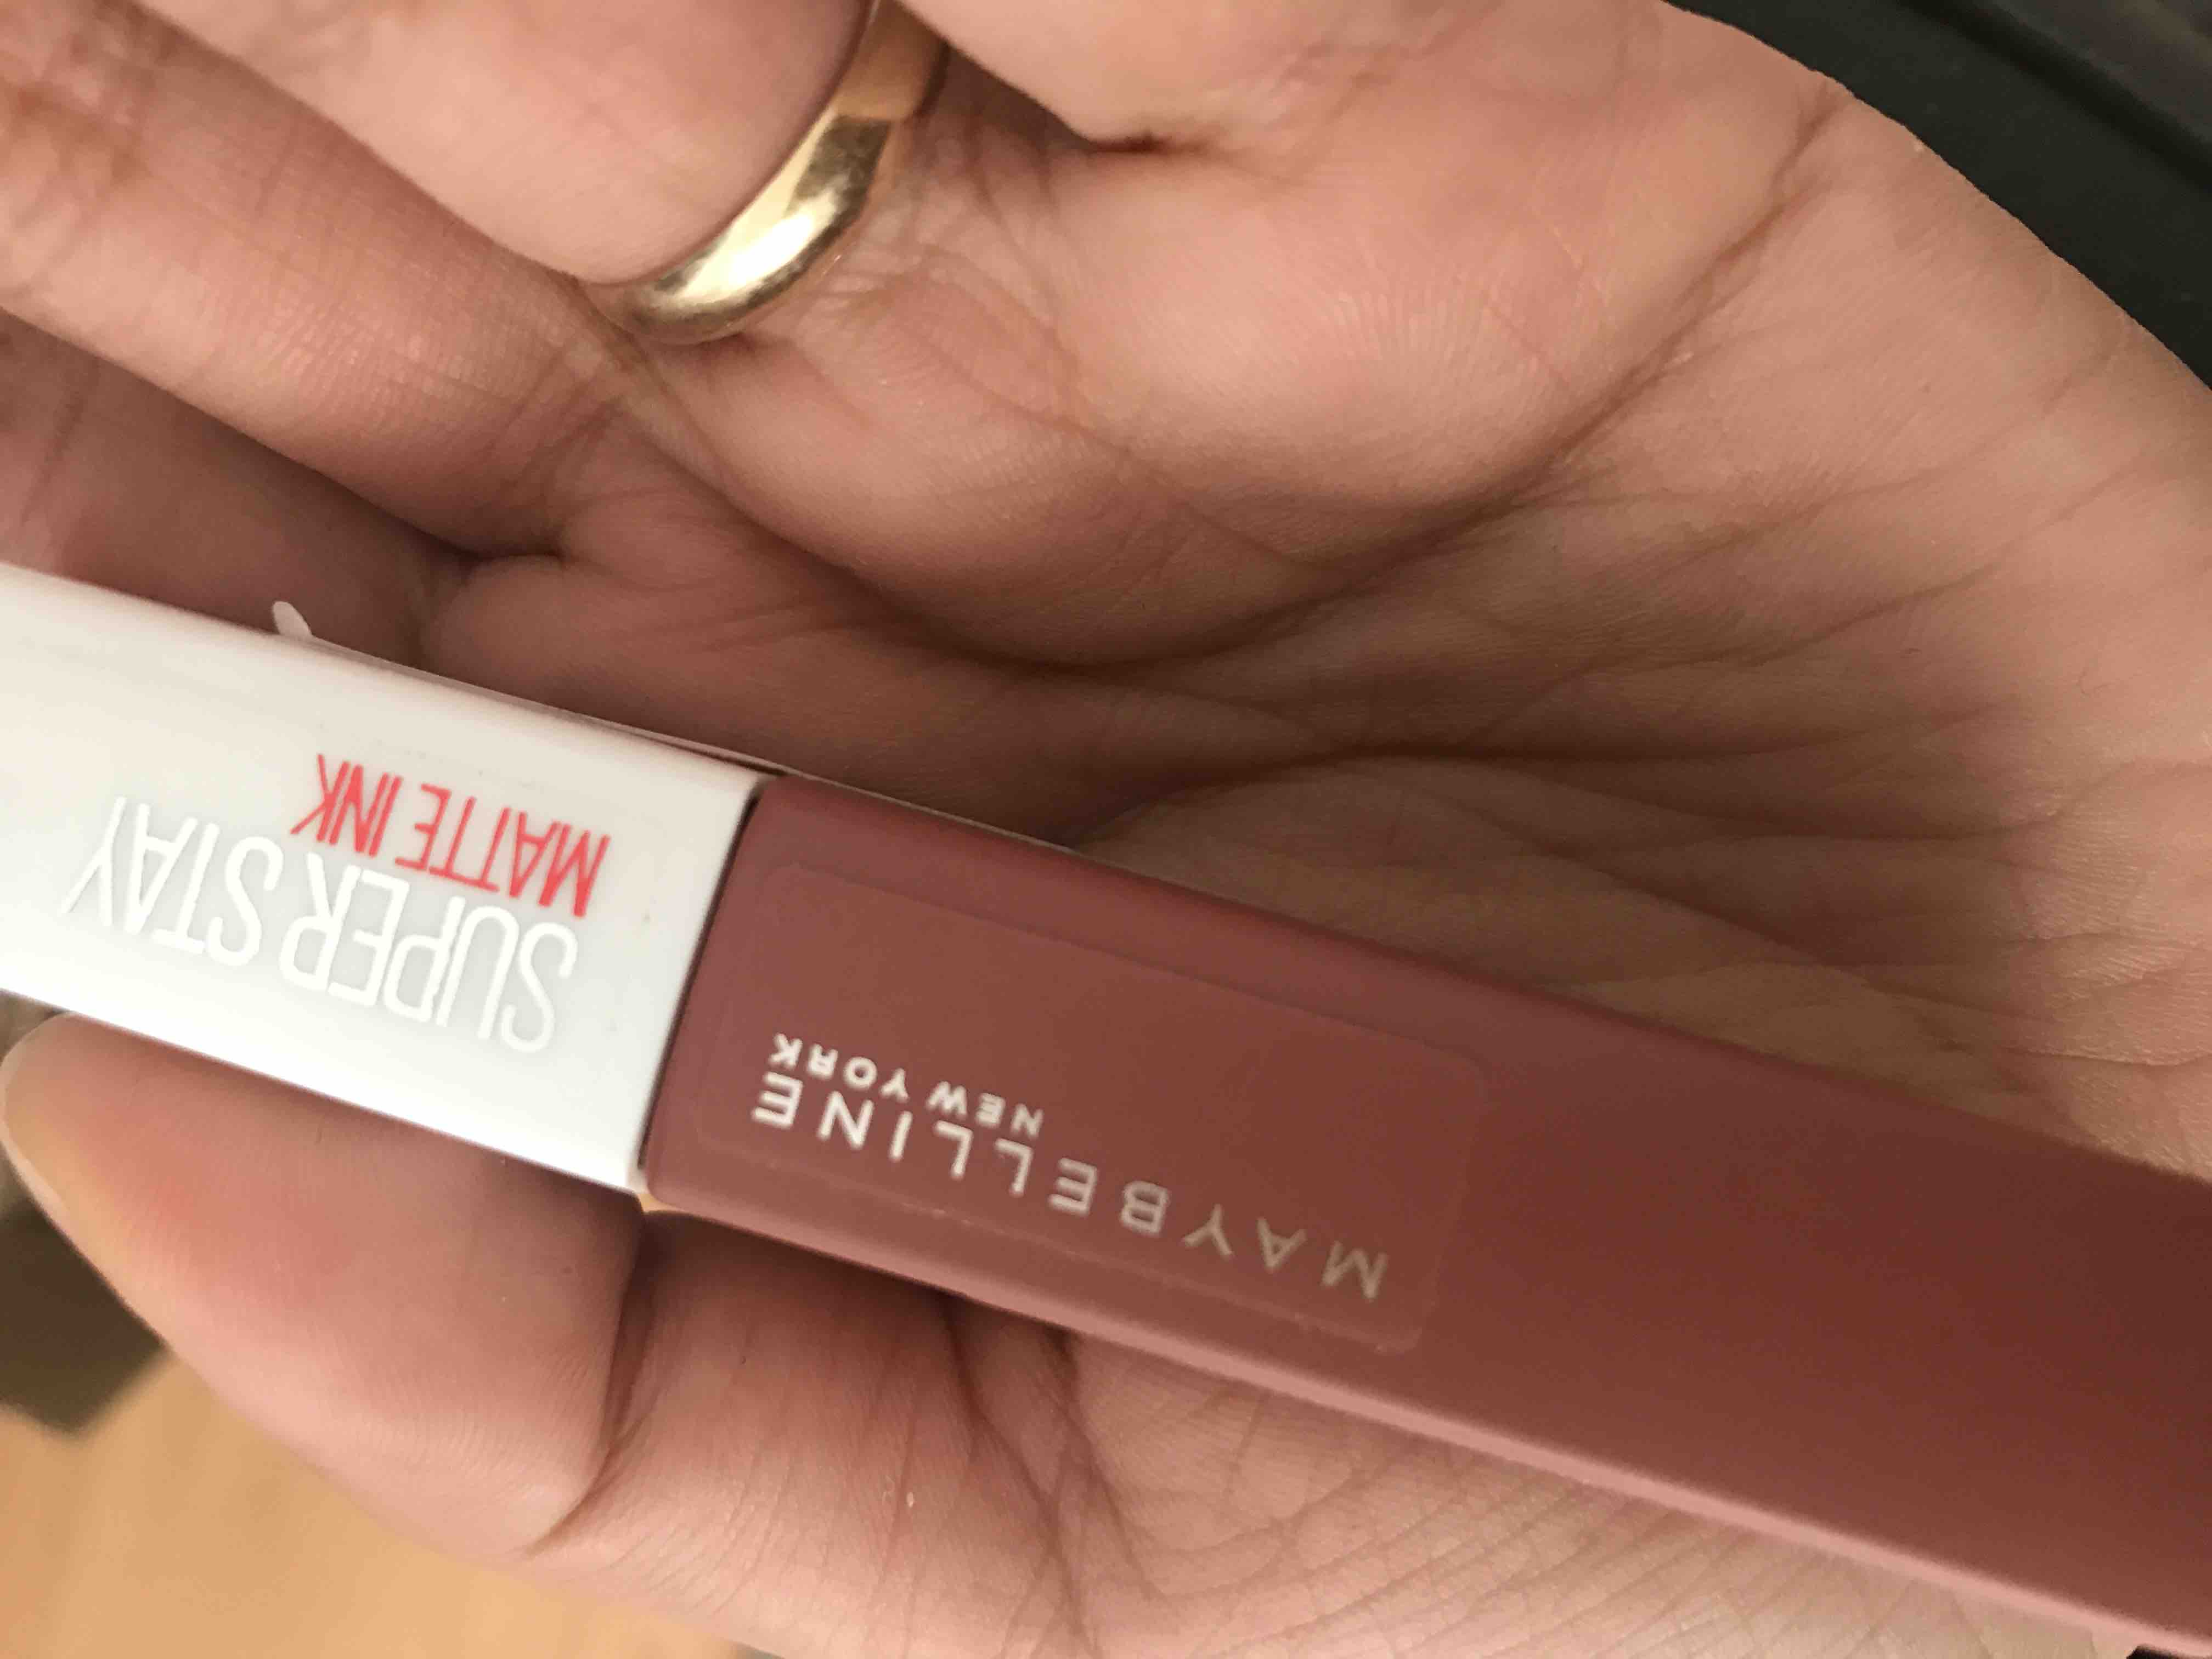 SUPER STAY
MATTE INK
MAYBELLINE
NEW YORK